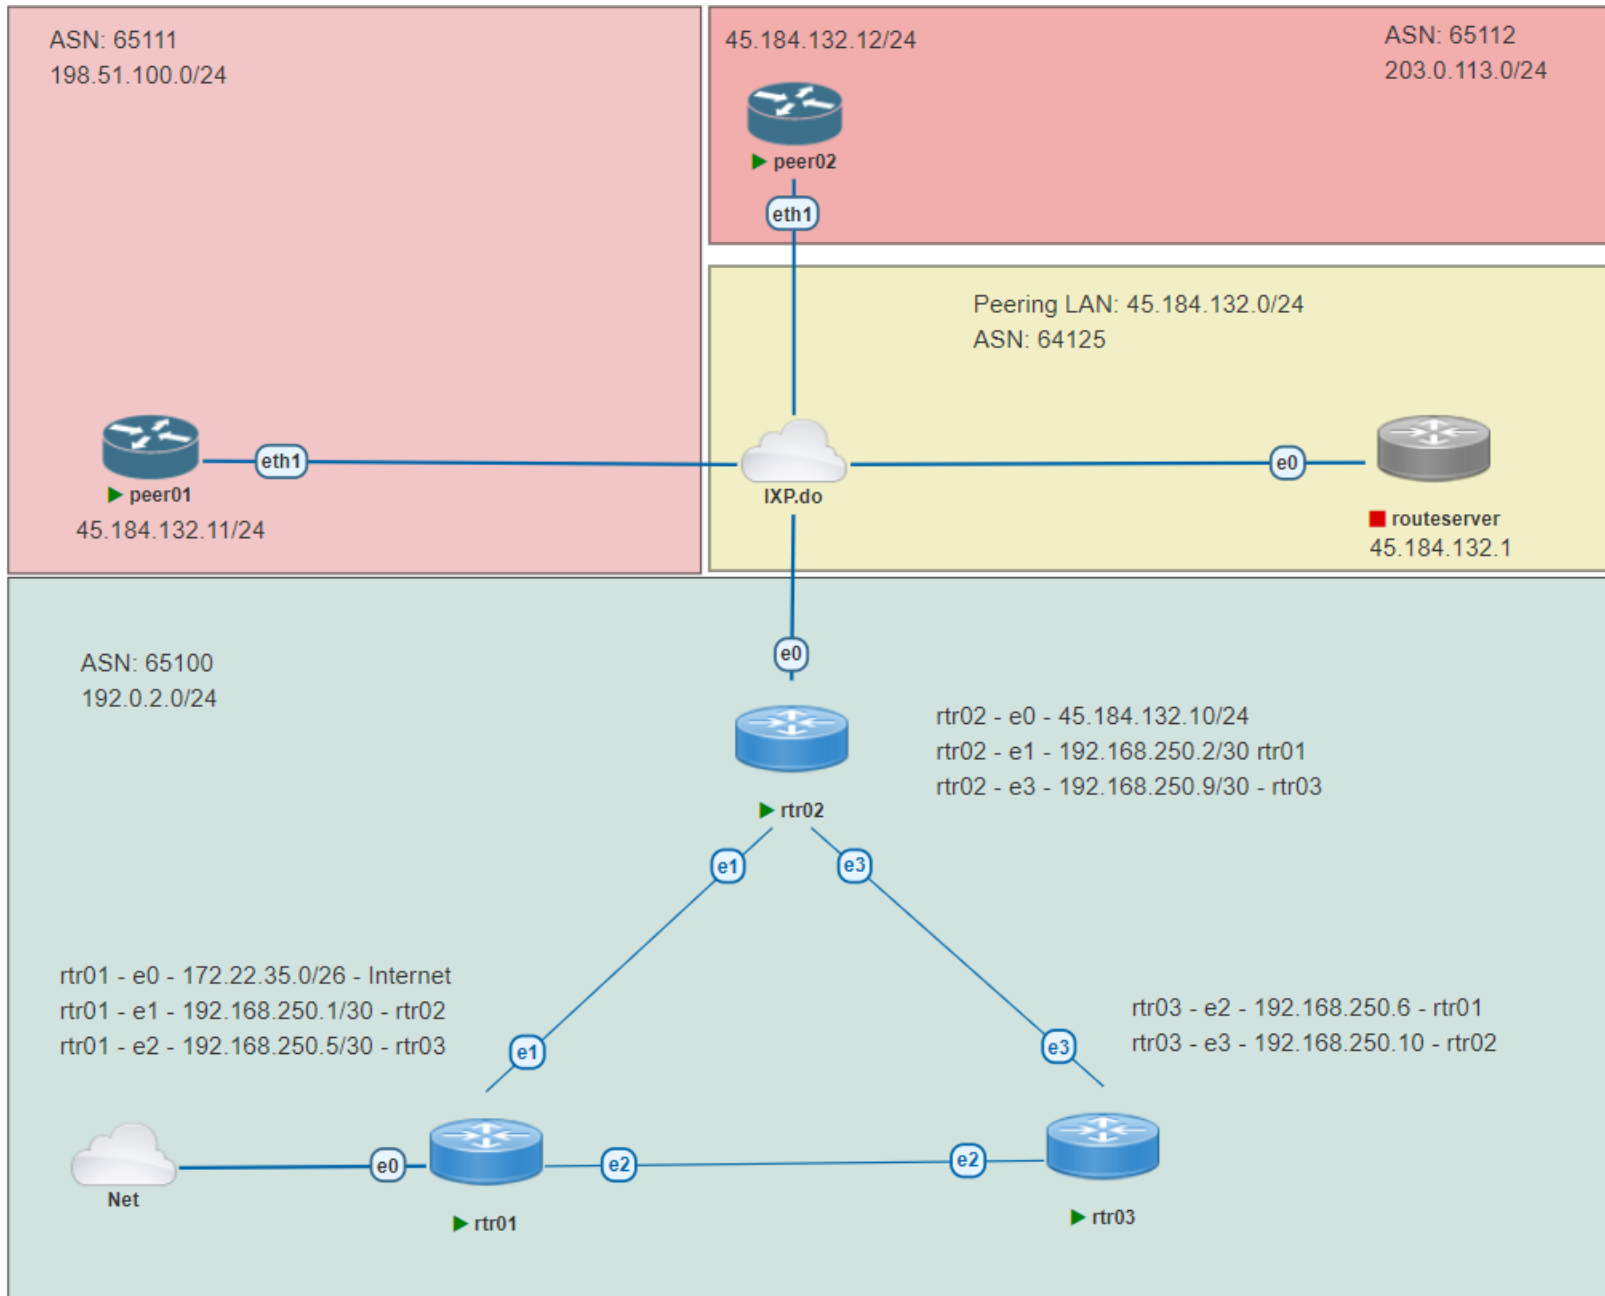 ASN: 65111
198.51.100.0/24
45.184.132.12/24
ASN: 65112
203.0.113.0/24
peer02
eth1
Peering LAN: 45.184.132.0/24
ASN: 64125
eth1
peer01
45.184.132.11/24
IXP.do
e0
routeserver
45.184.132.1
e0
ASN: 65100
192.0.2.0/24
rtr02 - e0 - 45.184.132.10/24
rtr02 - e1 - 192.168.250.2/30 rtr01
rtr02 - e3 - 192.168.250.9/30 - rtr03
rtr02
e1
e3
rtr01 - e0 - 172.22.35.0/26 - Internet
rtr01 - e1 - 192.168.250.1/30 - rtr02
rtr01 - e2 - 192.168.250.5/30 - rtr03
rtr03 - e2 - 192.168.250.6 - rtr01
rtr03 - e3 - 192.168.250.10 - rtr02
e1
e3
Net
e0
e2
e2
rtr01
rtr03